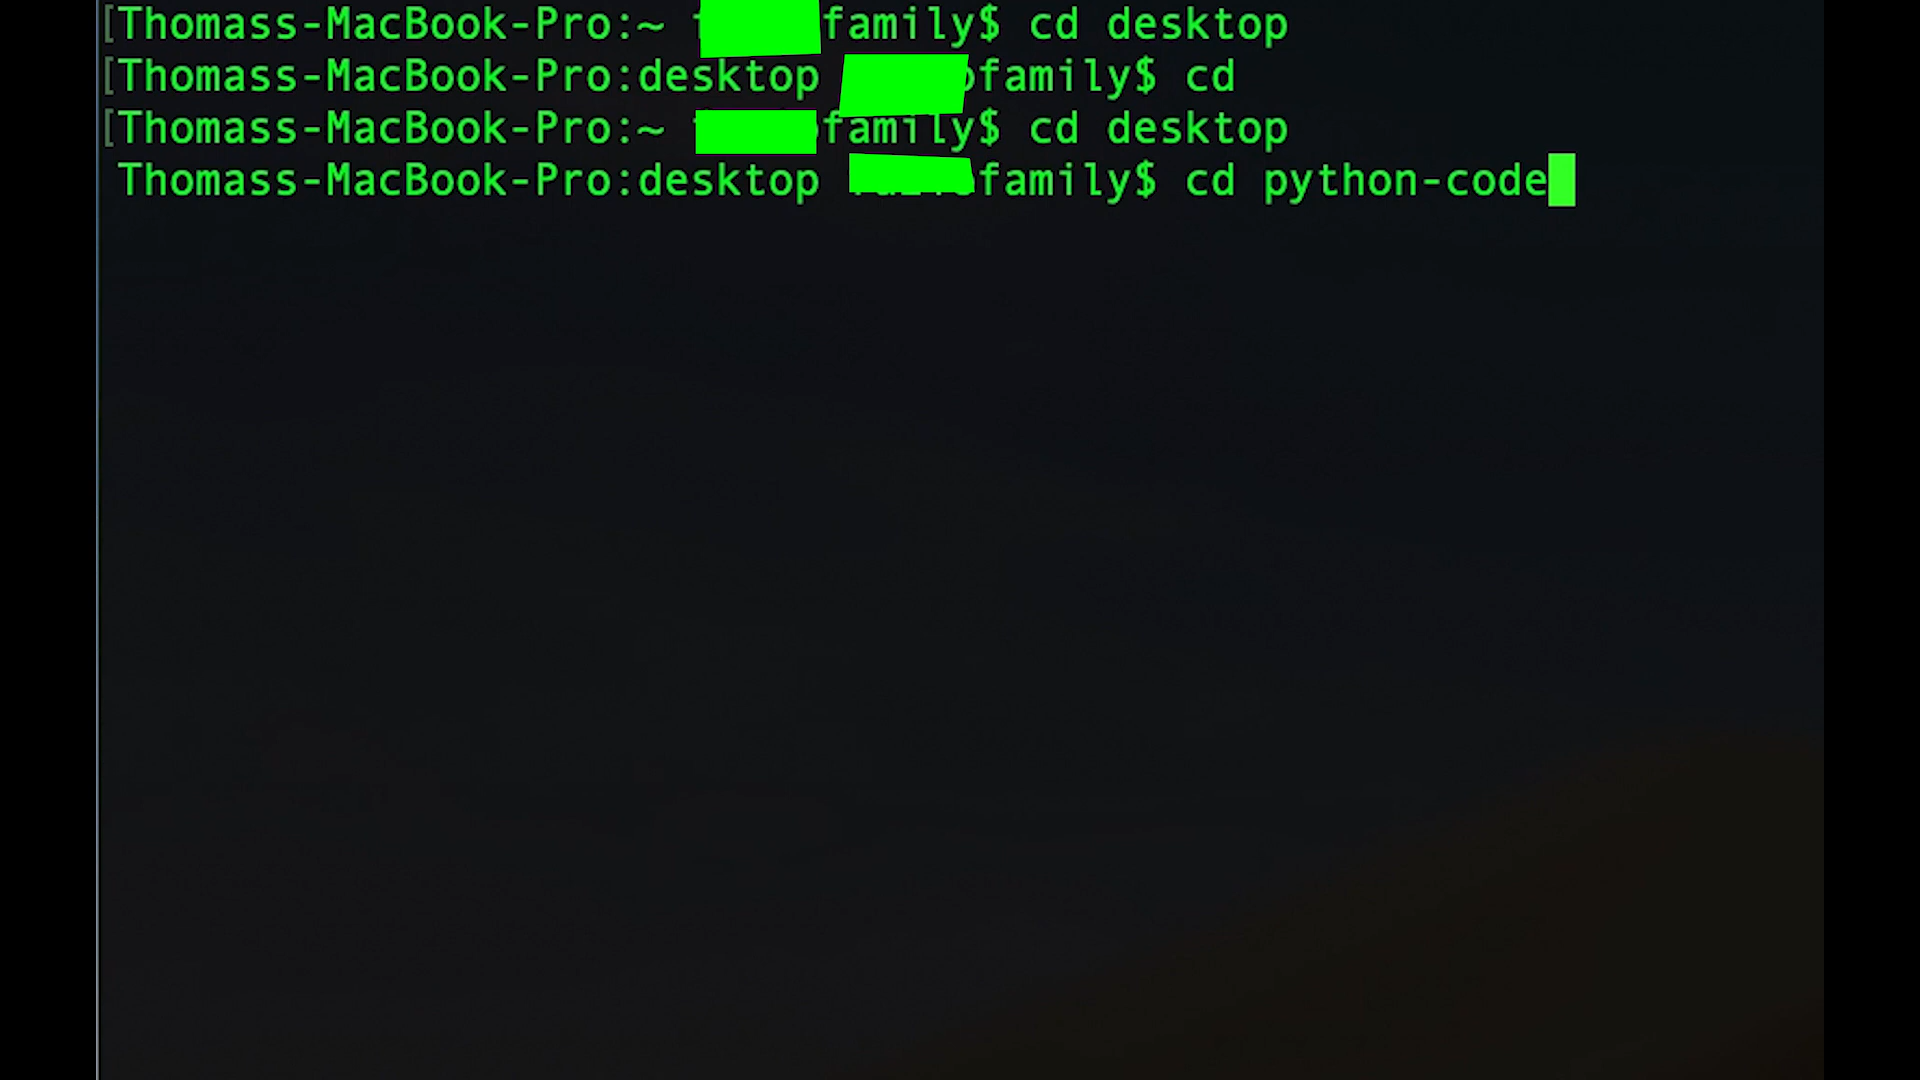 [Thomass-MacBook-Pro:~ family$ cd desktop
[Thomass-MacBook-Pro:desktop family$ cd
[Thomass-MacBook-Pro:~ family$ cd desktop
Thomass-MacBook-Pro:desktop family$ cd python-code